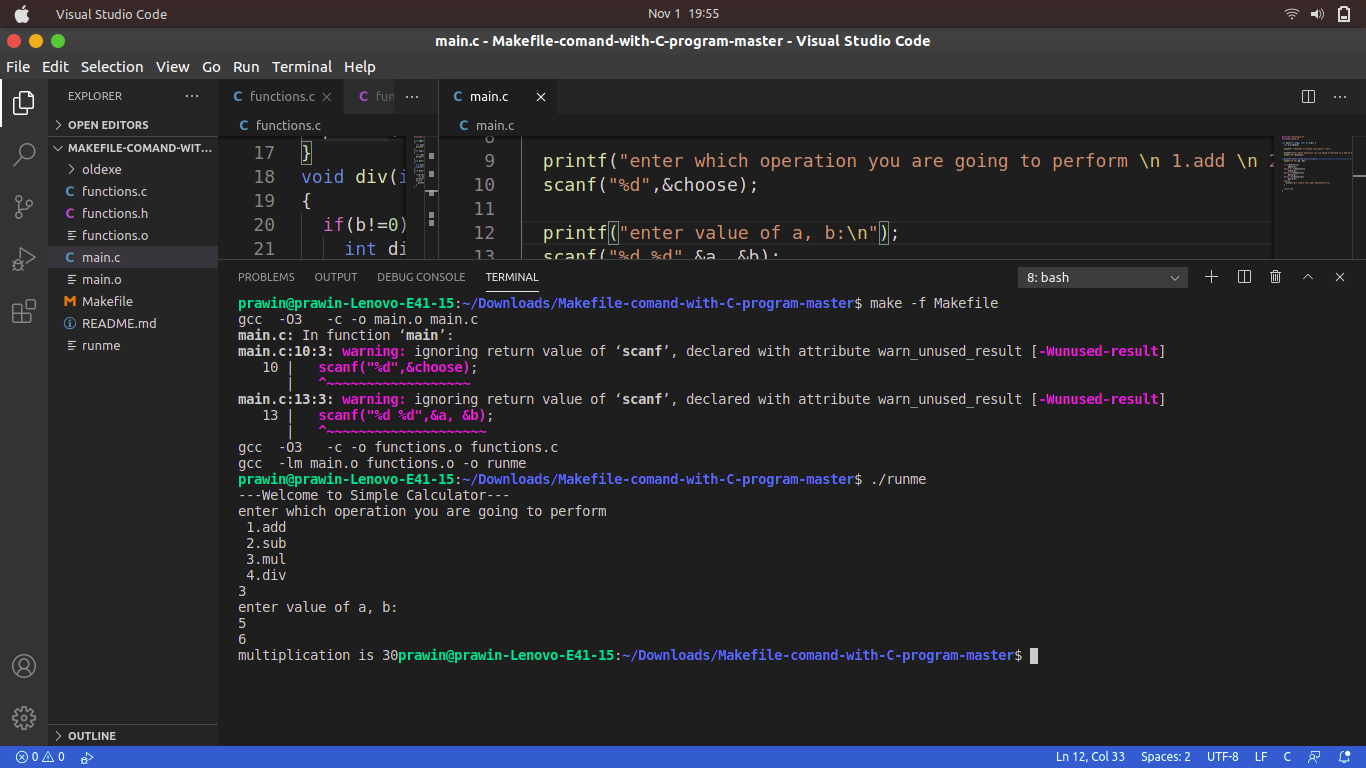 Visual Studio Code
Nov 1 19:55
main.c - Makefile-comand-with-C-program-master - Visual Studio Code
File Edit Selection View Go Run Terminal Help
EXPLORER
OPEN EDITORS
MAKEFILE-COMAND-WIT...
oldexe
C functions.c
C functions.h
functions.o
C main.c
main.o
M Makefile
README.md
runme
OUTLINE
C functions.c
C fun
C functions.c
17 }
18 void div(i
19 {
20 if(b!=0)
21 int di
C main.c
C main.c
8
9 printf("enter which operation you are going to perform \n 1.add \n 2
10 scanf("%d",&choose);
11
12 printf("enter value of a, b:\n");
13 scanf("%d %d",&a, &b);
PROBLEMS OUTPUT DEBUG CONSOLE TERMINAL
8: bash
prawin@prawin-Lenovo-E41-15:~/Downloads/Makefile-comand-with-C-program-master$ make -f Makefile
gcc -O3 -c -o main.o main.c
main.c: In function ‘main’:
main.c:10:3: warning: ignoring return value of ‘scanf’, declared with attribute warn_unused_result [-Wunused-result]
10 | scanf("%d",&choose);
| ^~~~~~~~~~~~~~~~~~~
main.c:13:3: warning: ignoring return value of ‘scanf’, declared with attribute warn_unused_result [-Wunused-result]
13 | scanf("%d %d",&a, &b);
| ^~~~~~~~~~~~~~~~~~~~~
gcc -O3 -c -o functions.o functions.c
gcc -lm main.o functions.o -o runme
prawin@prawin-Lenovo-E41-15:~/Downloads/Makefile-comand-with-C-program-master$ ./runme
---Welcome to Simple Calculator---
enter which operation you are going to perform
1.add
2.sub
3.mul
4.div
3
enter value of a, b:
5
6
multiplication is 30prawin@prawin-Lenovo-E41-15:~/Downloads/Makefile-comand-with-C-program-master$
0 0
Ln 12, Col 33 Spaces: 2 UTF-8 LF C